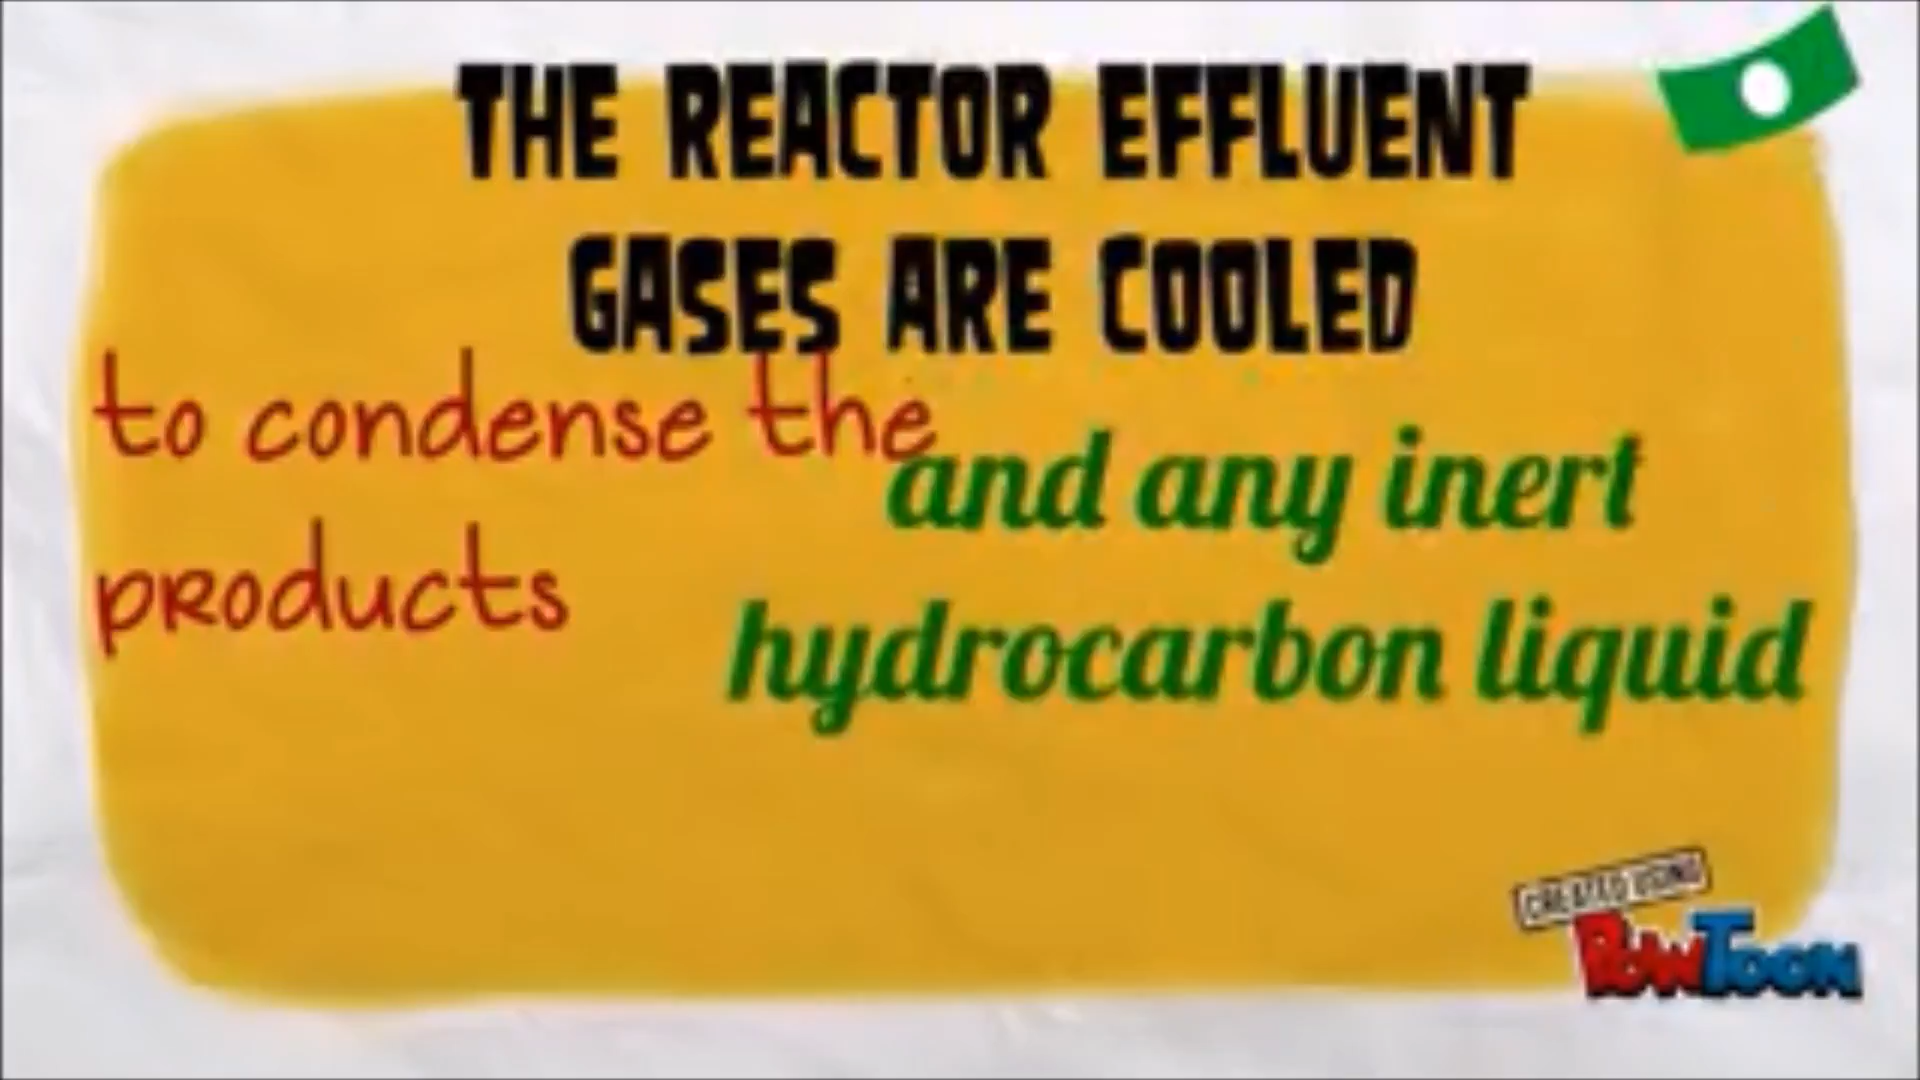 THE REACTOR EFFLUENT
GASES ARE COOLED
to condense the
products
and any inert
hydrocarbon liquid
CREATED USING
POWTOON